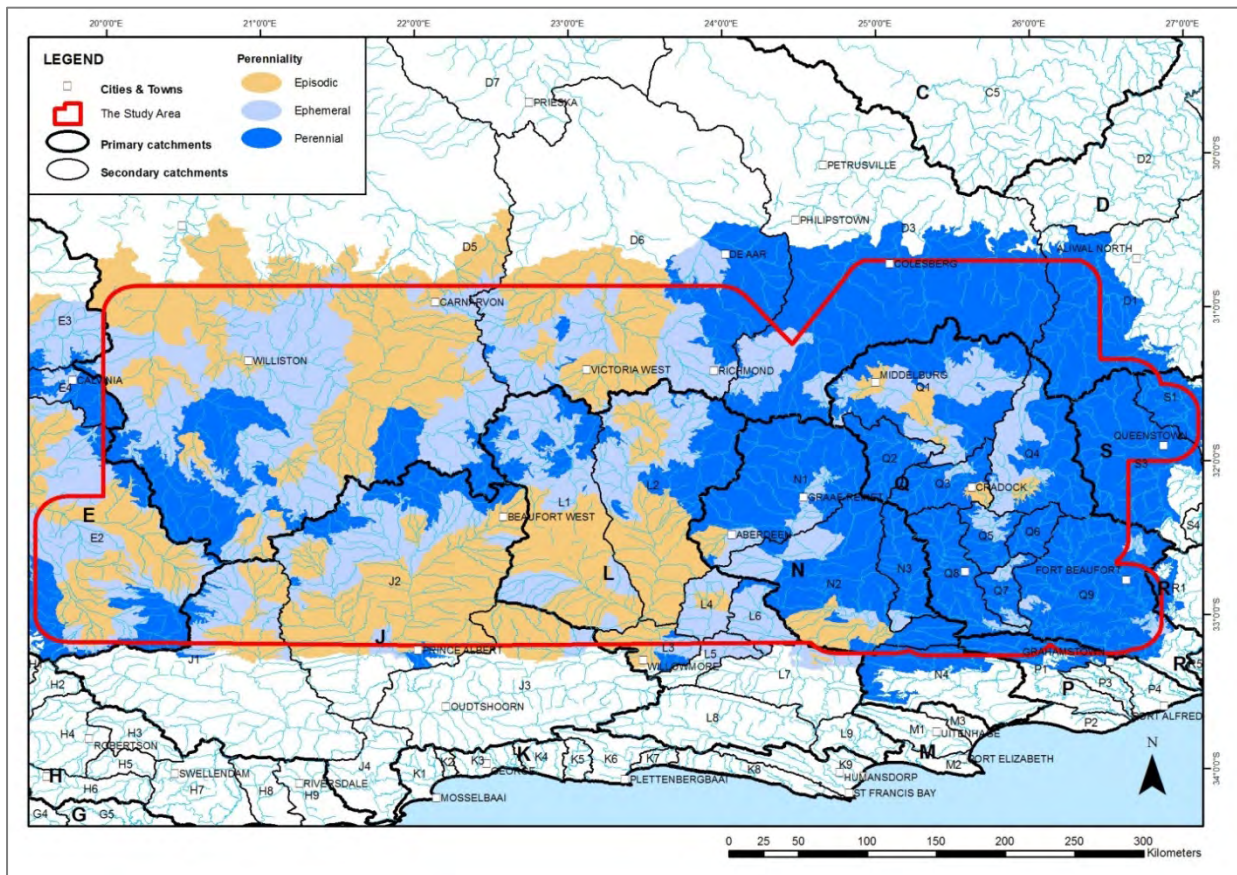 20°0'0"E 21°0'0"E 22°0'0"E 23°0'0"E 24°0'0"E 25°0'0"E 26°0'0"E 27°0'0"E
LEGEND
Cities & Towns
The Study Area
Primary catchments
Secondary catchments
Perenniality
Episodic
Ephemeral
Perennial
D7
PRIESKA
C
C5
D2
30°0'0"S
PETRUSVILLE
D
PHILIPSTOWN
D3
D5
D6
DE AAR
ALIWAL NORTH
COLESBERG
E3
CARNARVON
D1
31°0'0"S
WILLISTON
VICTORIA WEST
RICHMOND
MIDDELBURG
Q1
E4
CALVINIA
S1
S
QUEENSTOWN
S3
32°0'0"S
Q2
Q
Q3
Q4
CRADOCK
L2
N1
GRAAF-REINET
L1
BEAUFORT WEST
E
E2
ABERDEEN
Q5
Q6
S4
J2
L
N
N2
N3
Q8
Q7
FORT BEAUFORT
Q9
R
R1
L4
L6
33°0'0"S
J
J1
PRINCE ALBERT
L3
L5
WILLOWMORE
GRAHAMSTOWN
L7
N4
P1
P
P3
P4
P2
R
PORT ALFRED
H2
J3
OUDTSHOORN
L8
H4
H3
ROBERTSON
H5
L9
M1
M3
UITENHAGE
M
M2
PORT ELIZABETH
H
H6
SWELLENDAM
H7
H8
RIVERSDALE
H9
J4
K1
K2
K3
GEORGE
K
K4
K5
K6
K7
K8
K9
HUMANSDORP
PLETTENBERGBAAI
ST FRANCIS BAY
MOSSELBAAI
34°0'0"S
G4
G
G5
N
0 25 50 100 150 200 250 300
Kilometers